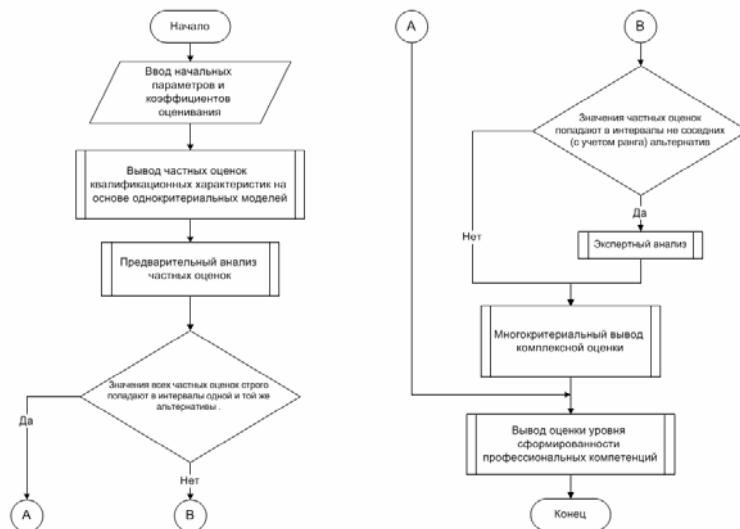 Начало
Ввод начальных
параметров и
коэффициентов
оценивания
Вывод частных оценок
квалификационных характеристик на
основе однокритериальных моделей
Предварительный анализ
частных оценок
Значения всех частных оценок строго
попадают в интервалы одной и той же
альтернативы .
Да
Нет
А
В
А
В
Значения частных оценок
попадают в интервалы не соседних
(с учетом ранга) альтернатив
Да
Нет
Экспертный анализ
Многокритериальный вывод
комплексной оценки
Вывод оценки уровня
сформированности
профессиональных компетенций
Конец